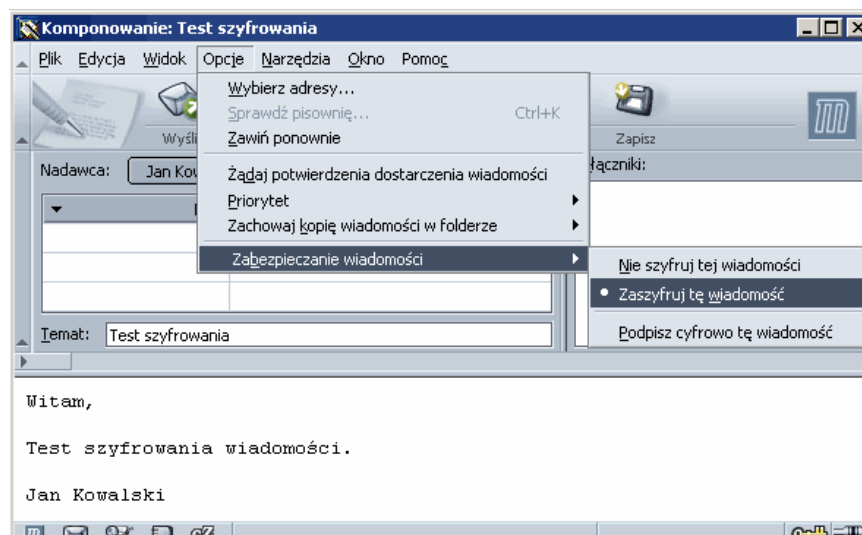 Komponowanie: Test szyfrowania
Plik Edycja Widok Opcje Narzędzia Okno Pomoc
Wybierz adresy...
Sprawdź pisownię... Ctrl+K
Zawiń ponownie
Wyśli
Zapisz
Żądaj potwierdzenia dostarczenia wiadomości
Nadawca: Jan Kow
łączniki:
Priorytet
Zachowaj kopię wiadomości w folderze
Zabezpieczanie wiadomości
Nie szyfruj tej wiadomości
Zaszyfruj tę wiadomość
Podpisz cyfrowo tę wiadomość
Temat: Test szyfrowania
Witam,
Test szyfrowania wiadomości.
Jan Kowalski